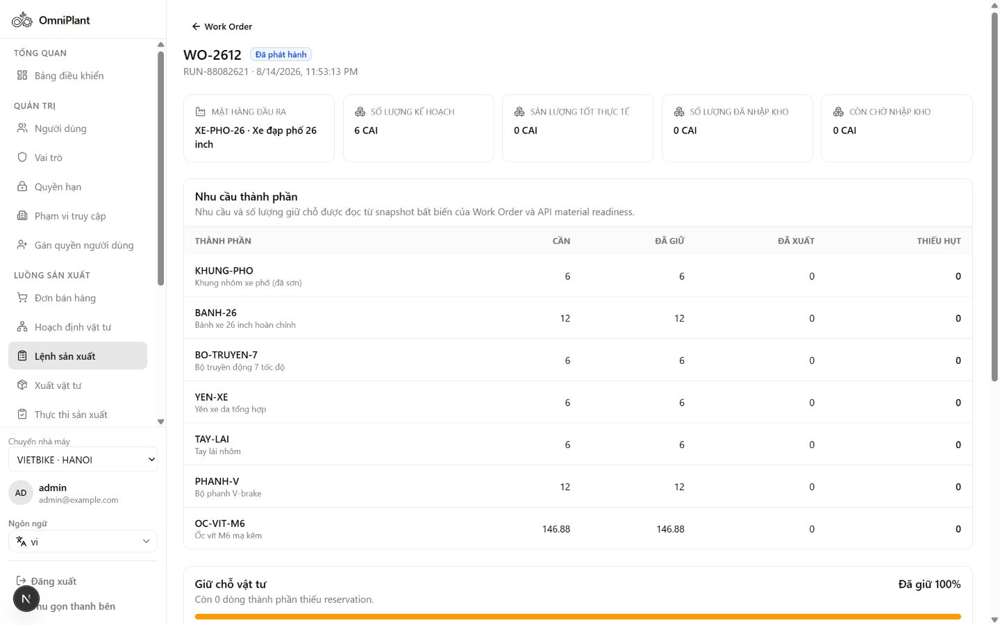 OmniPlant
TỔNG QUAN
Bảng điều khiển
QUẢN TRỊ
Người dùng
Vai trò
Quyền hạn
Phạm vi truy cập
Gán quyền người dùng
LUỒNG SẢN XUẤT
Đơn bán hàng
Hoạch định vật tư
Lệnh sản xuất
Xuất vật tư
Thực thi sản xuất
Chuyển nhà máy
VIETBIKE · HANOI
AD
admin
admin@example.com
Ngôn ngữ
vi
Đăng xuất
N
hu gọn thanh bên
Work Order
WO-2612
Đã phát hành
RUN-88082621 · 8/14/2026, 11:53:13 PM
MẶT HÀNG ĐẦU RA
XE-PHO-26 · Xe đạp phố 26
inch
SỐ LƯỢNG KẾ HOẠCH
6 CAI
SẢN LƯỢNG TỐT THỰC TẾ
0 CAI
SỐ LƯỢNG ĐÃ NHẬP KHO
0 CAI
CÒN CHỜ NHẬP KHO
0 CAI
Nhu cầu thành phần
Nhu cầu và số lượng giữ chỗ được đọc từ snapshot bất biến của Work Order và API material readiness.
THÀNH PHẦN CẦN ĐÃ GIỮ ĐÃ XUẤT THIẾU HỤT
KHUNG-PHO
Khung nhôm xe phố (đã sơn)
6 6 0 0
BANH-26
Bánh xe 26 inch hoàn chỉnh
12 12 0 0
BO-TRUYEN-7
Bộ truyền động 7 tốc độ
6 6 0 0
YEN-XE
Yên xe da tổng hợp
6 6 0 0
TAY-LAI
Tay lái nhôm
6 6 0 0
PHANH-V
Bộ phanh V-brake
12 12 0 0
OC-VIT-M6
Ốc vít M6 mạ kẽm
146.88 146.88 0 0
Giữ chỗ vật tư
Đã giữ 100%
Còn 0 dòng thành phần thiếu reservation.